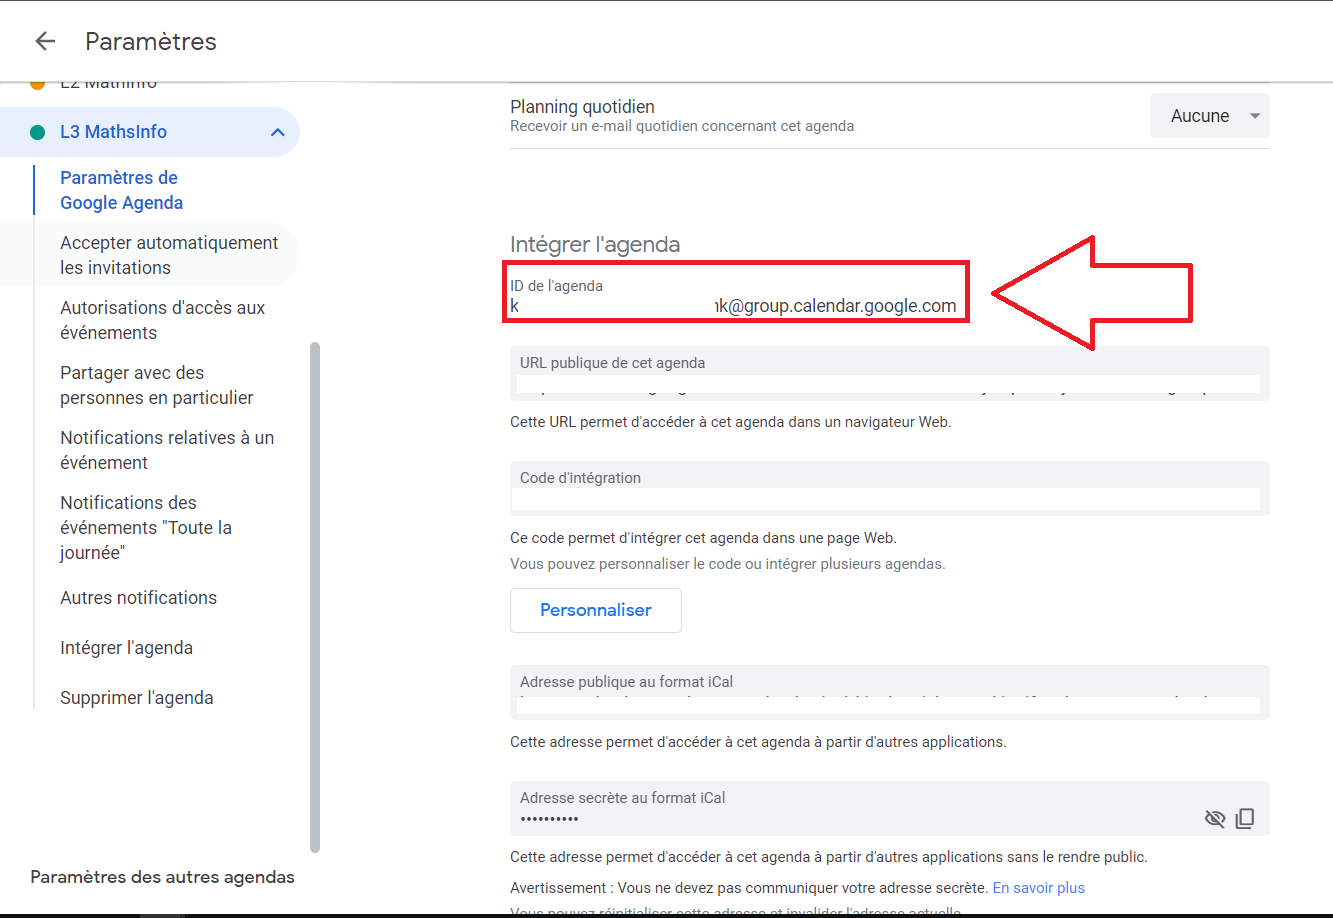 Paramètres
L2 MathInfo
L3 MathsInfo
Paramètres de
Google Agenda
Accepter automatiquement
les invitations
Autorisations d'accès aux
événements
Partager avec des
personnes en particulier
Notifications relatives à un
événement
Notifications des
événements "Toute la
journée"
Autres notifications
Intégrer l'agenda
Supprimer l'agenda
Paramètres des autres agendas
Planning quotidien
Recevoir un e-mail quotidien concernant cet agenda
Aucune
Intégrer l'agenda
ID de l'agenda
k nk@group.calendar.google.com
URL publique de cet agenda
Cette URL permet d'accéder à cet agenda dans un navigateur Web.
Code d'intégration
Ce code permet d'intégrer cet agenda dans une page Web.
Vous pouvez personnaliser le code ou intégrer plusieurs agendas.
Personnaliser
Adresse publique au format iCal
Cette adresse permet d'accéder à cet agenda à partir d'autres applications.
Adresse secrète au format iCal
••••••••••
Cette adresse permet d'accéder à cet agenda à partir d'autres applications sans le rendre public.
Avertissement : Vous ne devez pas communiquer votre adresse secrète. En savoir plus
Vous pouvez réinitialiser cette adresse et invalider l'adresse actuelle.